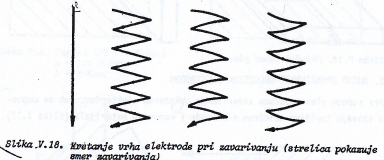 Slika V.18. Kretanje vrha elektrode pri zavarivanju (strelica pokazuje
smer zavarivanja)